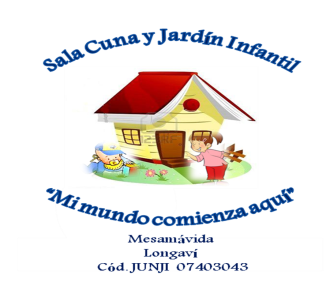 Sala Cuna y Jardín Infantil
“Mi mundo comienza aquí”
Mesamávida
Longaví
Cód. JUNJI 07403043